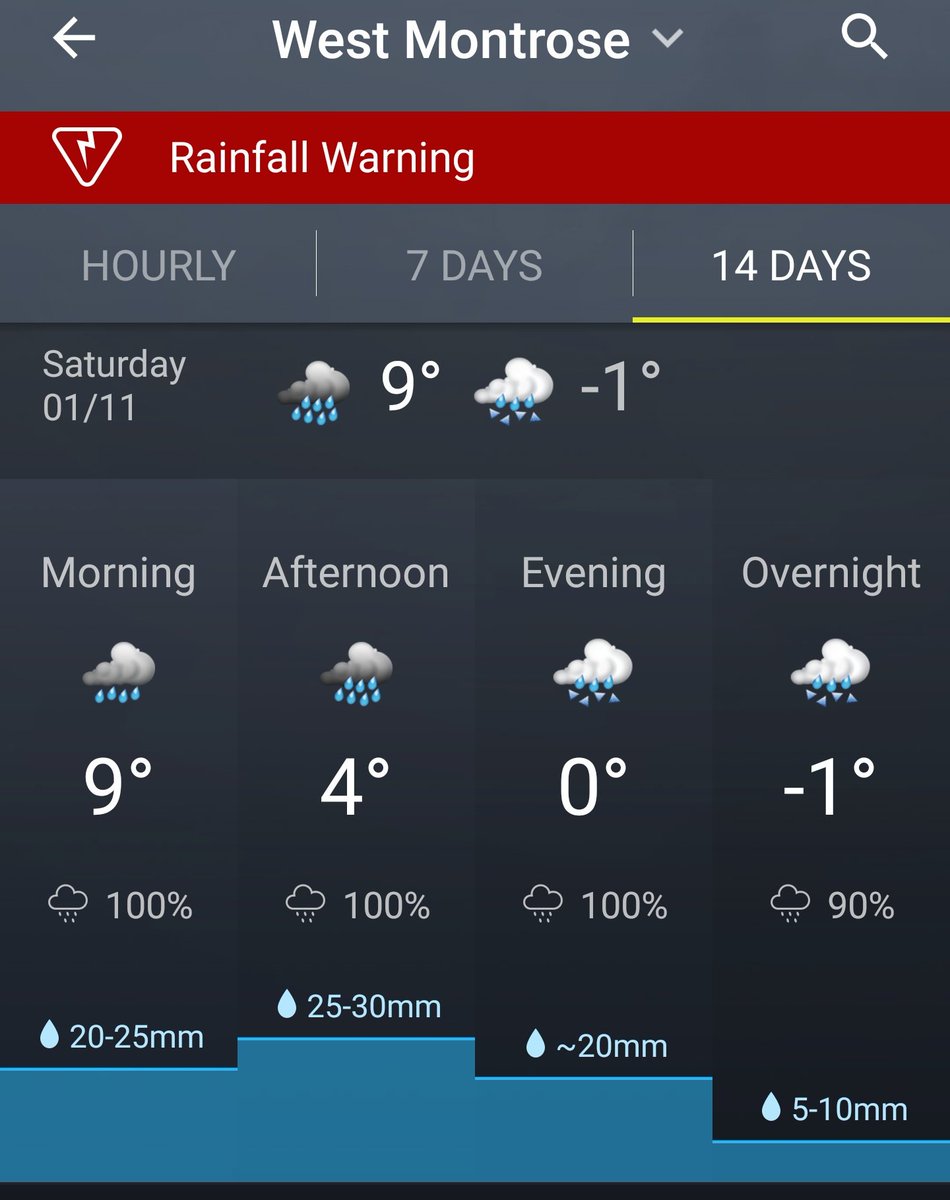 West Montrose
Rainfall Warning
HOURLY 7 DAYS 14 DAYS
Saturday
01/11
9° -1°
Morning Afternoon Evening Overnight
9° 4° 0° -1°
100% 100% 100% 90%
20-25mm 25-30mm ~20mm 5-10mm